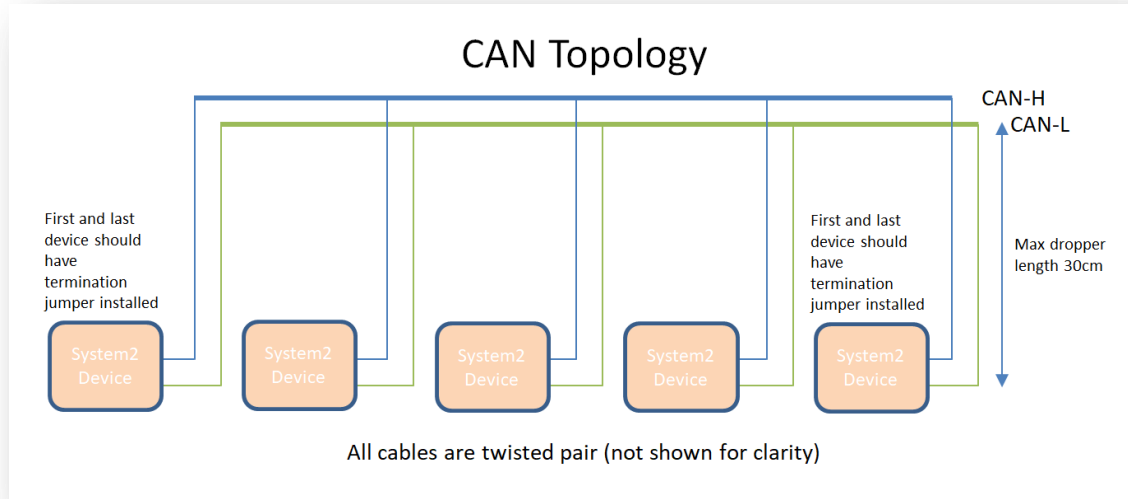 CAN Topology
CAN-H
CAN-L
First and last
device should
have
termination
jumper installed
First and last
device should
have
termination
jumper installed
Max dropper
length 30cm
System2
Device
System2
Device
System2
Device
System2
Device
System2
Device
All cables are twisted pair (not shown for clarity)